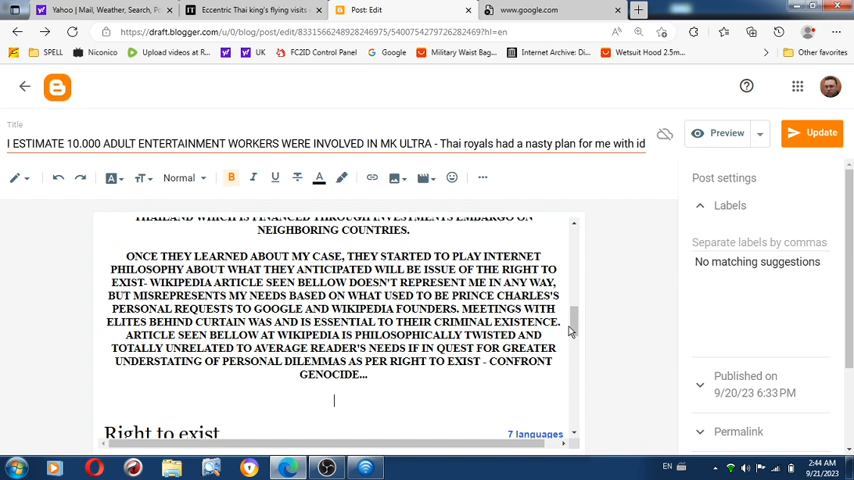 Yahoo | Mail, Weather, Search, Po
Eccentric Thai king's flying visits
Post: Edit
www.google.com
https://draft.blogger.com/u/0/blog/post/edit/8331566248928246975/5400754279726282469?hl=en
SPELL
Niconico
Upload videos at R...
UK
FC2ID Control Panel
Google
Military Waist Bag...
Internet Archive: Di...
Wetsuit Hood 2.5m...
Other favorites
Title
I ESTIMATE 10.000 ADULT ENTERTAINMENT WORKERS WERE INVOLVED IN MK ULTRA - Thai royals had a nasty plan for me with id
Preview
Update
Normal
B
I
U
A
Post settings
Labels
Separate labels by commas
No matching suggestions
Published on
9/20/23 6:33 PM
Permalink
THAILAND WHICH IS FINANCED THROUGH INVESTMENTS EMBARGO ON
NEIGHBORING COUNTRIES.
ONCE THEY LEARNED ABOUT MY CASE, THEY STARTED TO PLAY INTERNET
PHILOSOPHY ABOUT WHAT THEY ANTICIPATED WILL BE ISSUE OF THE RIGHT TO
EXIST- WIKIPEDIA ARTICLE SEEN BELLOW DOESN'T REPRESENT ME IN ANY WAY,
BUT MISREPRESENTS MY NEEDS BASED ON WHAT USED TO BE PRINCE CHARLES'S
PERSONAL REQUESTS TO GOOGLE AND WIKIPEDIA FOUNDERS. MEETINGS WITH
ELITES BEHIND CURTAIN WAS AND IS ESSENTIAL TO THEIR CRIMINAL EXISTENCE.
ARTICLE SEEN BELLOW AT WIKIPEDIA IS PHILOSOPHICALLY TWISTED AND
TOTALLY UNRELATED TO AVERAGE READER'S NEEDS IF IN QUEST FOR GREATER
UNDERSTATING OF PERSONAL DILEMMAS AS PER RIGHT TO EXIST - CONFRONT
GENOCIDE...
Right to exist
7 languages
EN
2:44 AM
9/21/2023